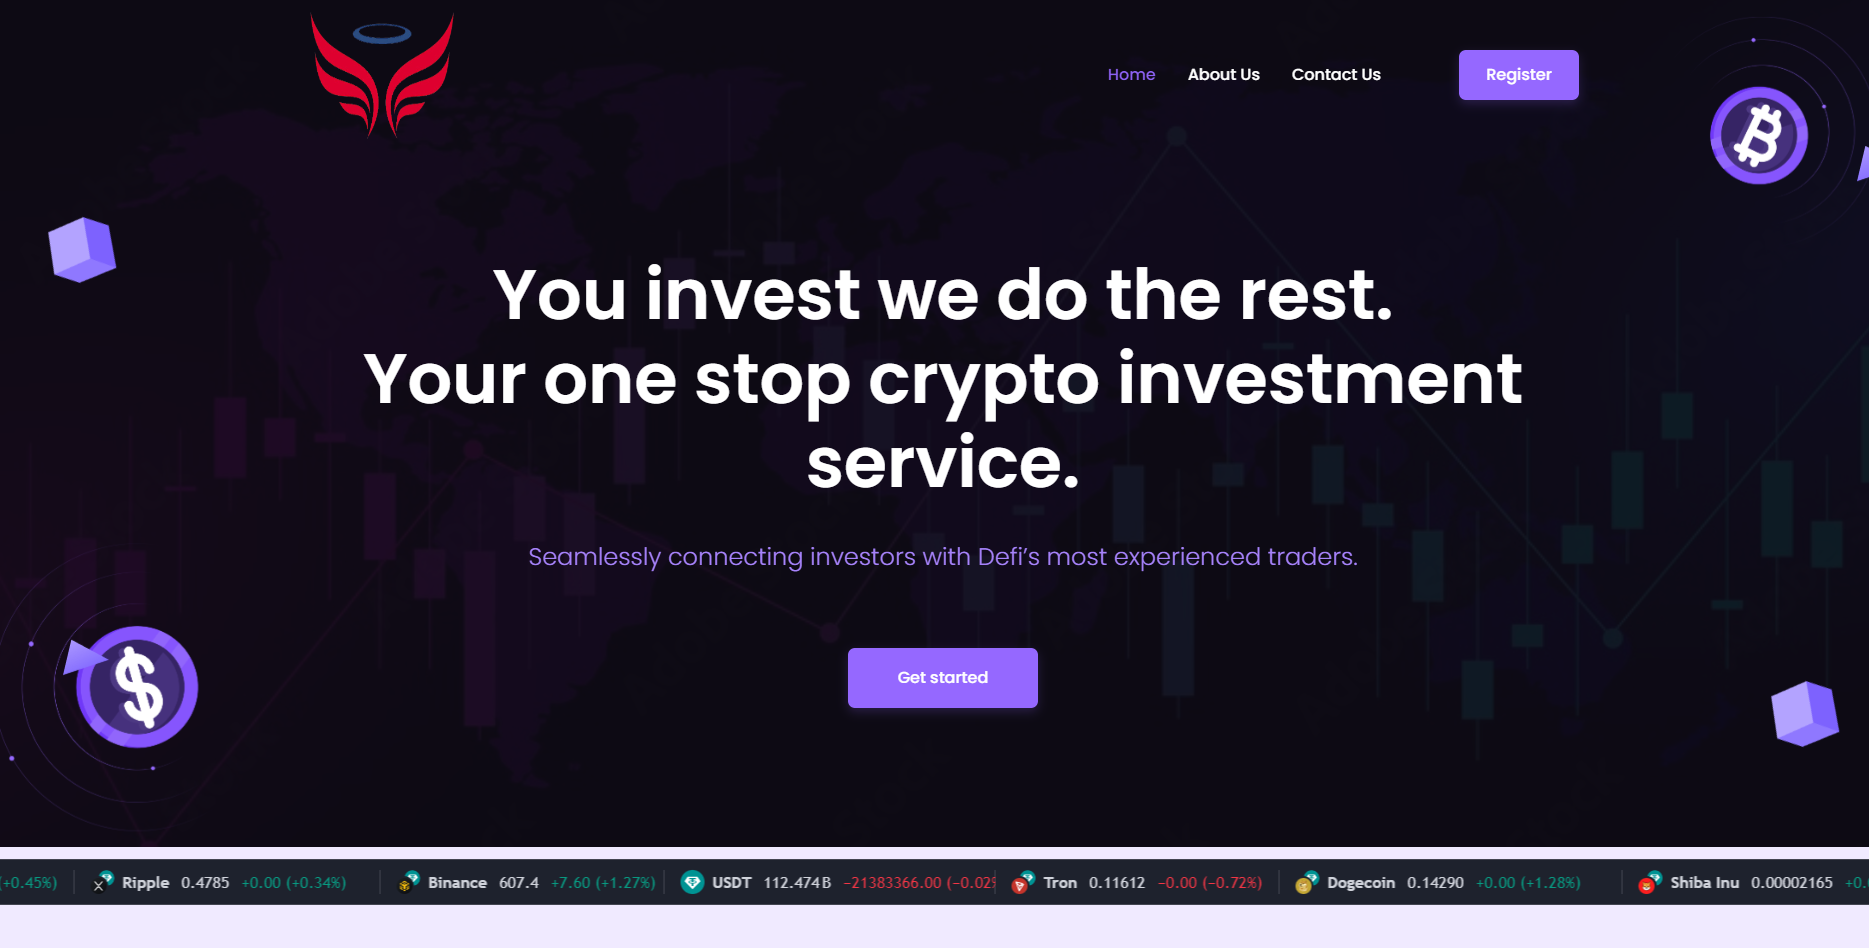 Home About Us Contact Us Register
You invest we do the rest.
Your one stop crypto investment
service.
Seamlessly connecting investors with Defi’s most experienced traders.
Get started
(+0.45%) Ripple 0.4785 +0.00 (+0.34%) Binance 607.4 +7.60 (+1.27%) USDT 112.474B −21383366.00 (−0.02% Tron 0.11612 −0.00 (−0.72%) Dogecoin 0.14290 +0.00 (+1.28%) Shiba Inu 0.00002165 +0.